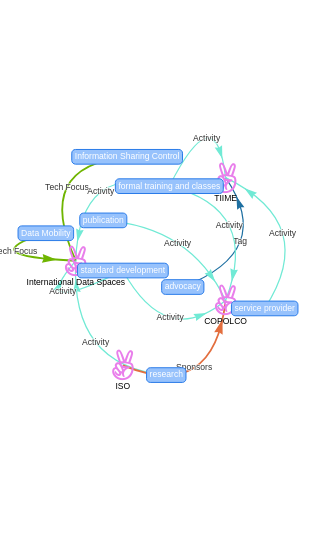 Activity
Information Sharing Control
Tech Focus
Activity
formal training and classes
TIIME
publication
Activity
Data Mobility
Activity
Tag
Activity
ech Focus
standard development
International Data Spaces
Activity
advocacy
service provider
Activity
COPOLCO
Activity
Sponsors
research
ISO